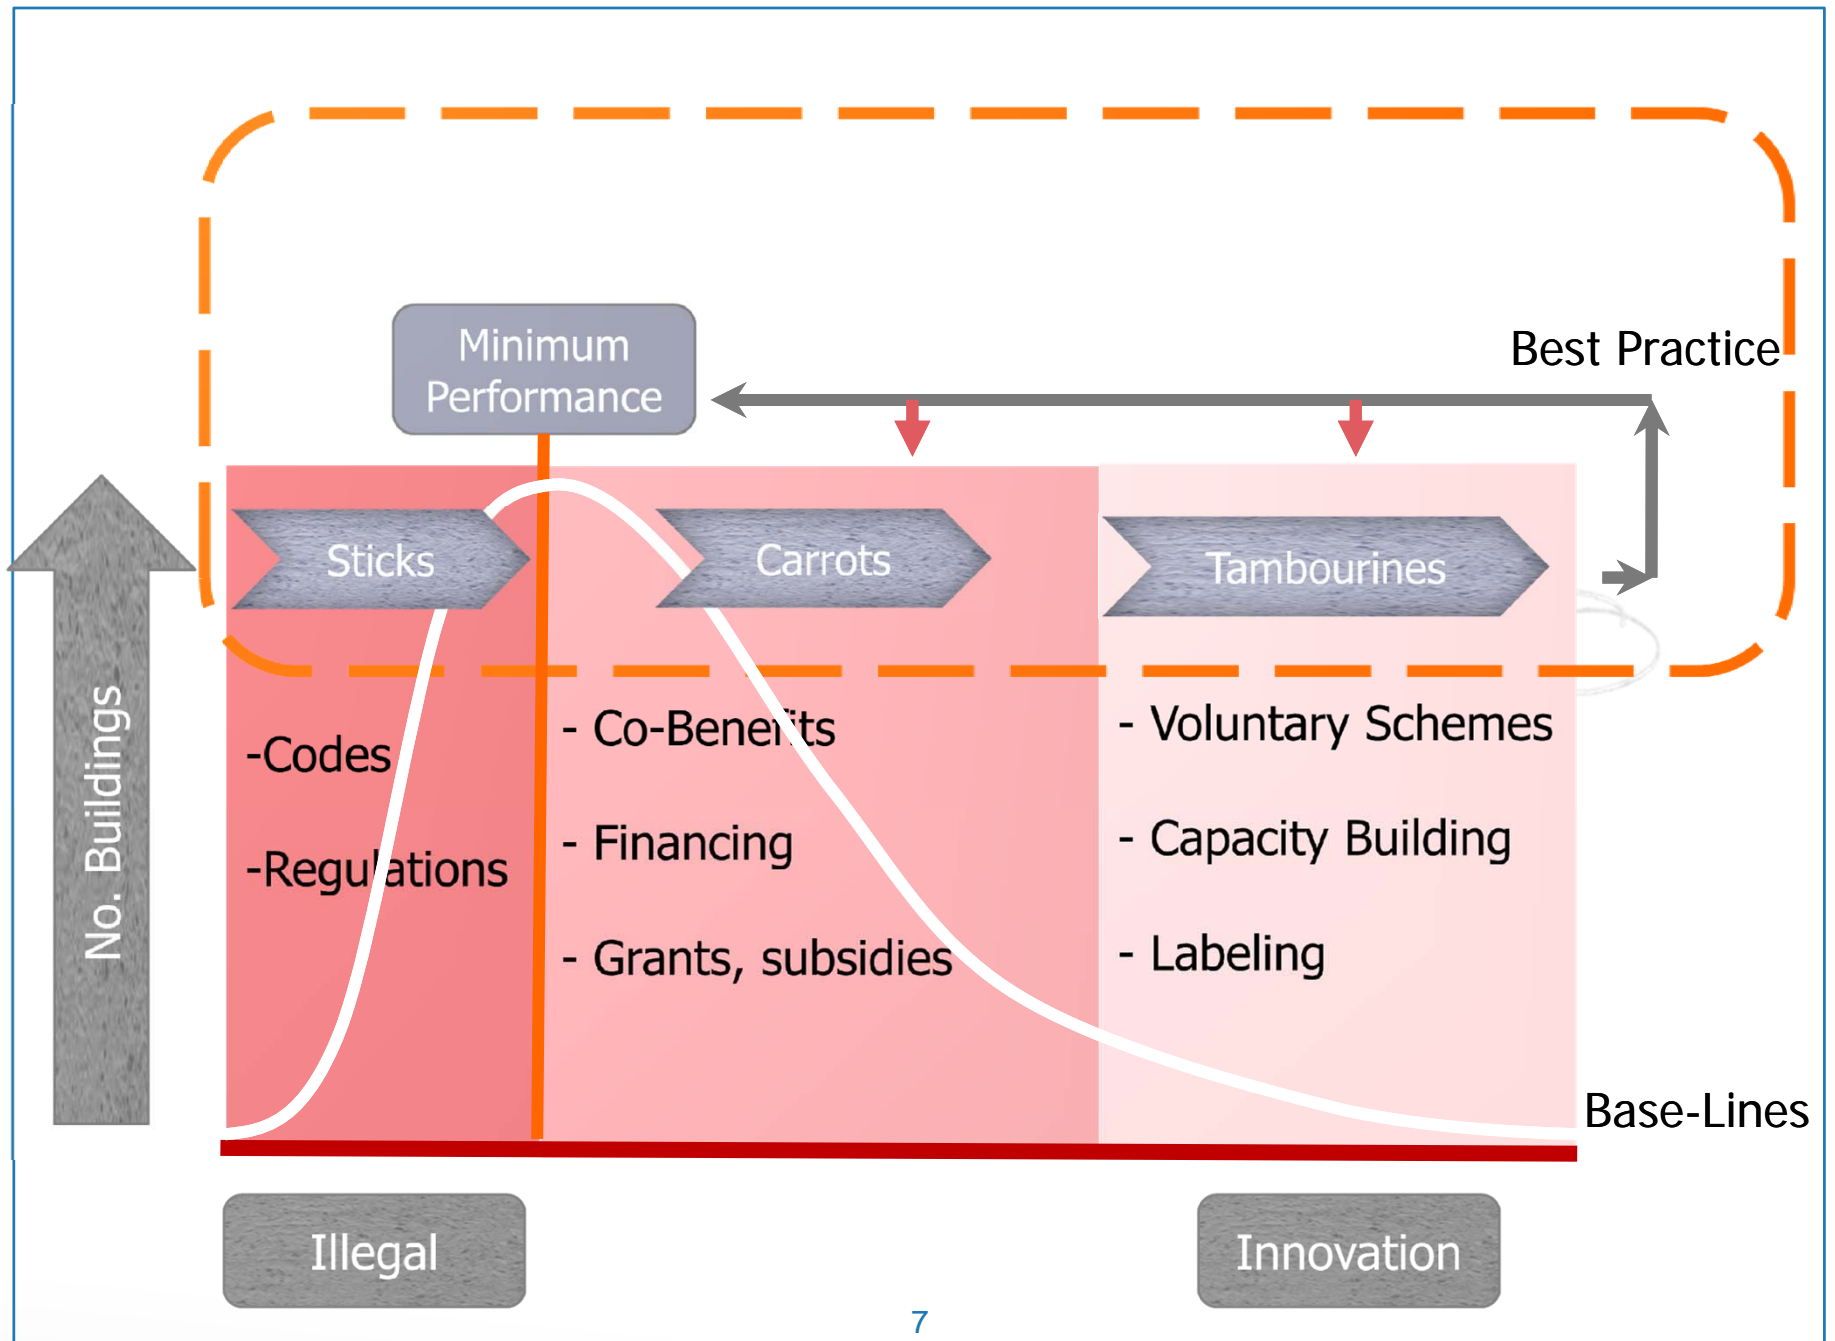 Minimum
Performance
Best Practice
Sticks
Carrots
Tambourines
No. Buildings
-Codes
-Regulations
- Co-Benefits
- Financing
- Grants, subsidies
- Voluntary Schemes
- Capacity Building
- Labeling
Base-Lines
Illegal
Innovation
7